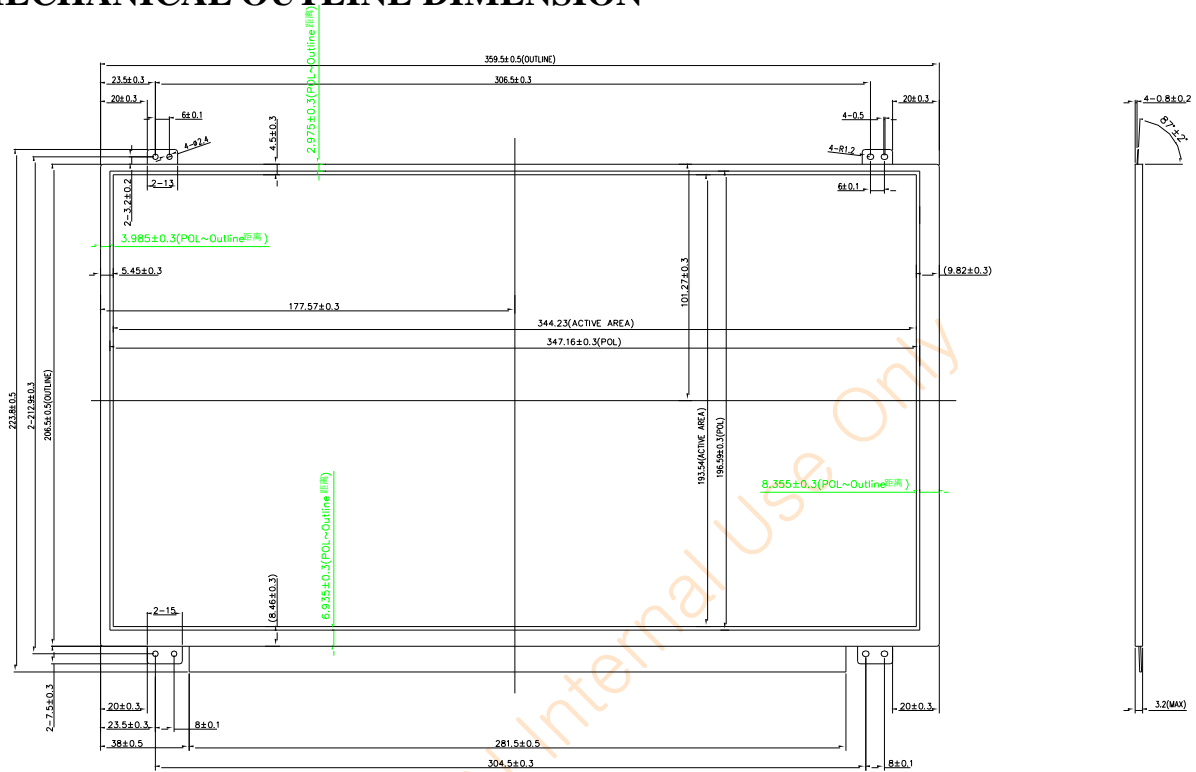 MECHANICAL OUTLINE DIMENSION
359.5±0.5(OUTLINE)
23.5±0.3
306.5±0.3
20±0.3
20±0.3
4-0.8±0.2
6±0.1
4-0.5
87±2°
4-Ø2.4
4.5±0.3
2.975±0.3(POL~Outline距离)
4-R1.2
2-13
6±0.1
2-3.2±0.2
3.985±0.3(POL~Outline距离)
5.45±0.3
101.27±0.3
(9.82±0.3)
177.57±0.3
344.23(ACTIVE AREA)
347.16±0.3(POL)
223.8±0.5
2-212.9±0.3
206.5±0.5(OUTLINE)
193.54(ACTIVE AREA)
196.59±0.3(POL)
8.355±0.3(POL~Outline距离)
6.935±0.3(POL~Outline距离)
(8.46±0.3)
2-15
2-7.5±0.3
20±0.3
20±0.3
3.2(MAX)
23.5±0.3
8±0.1
38±0.5
281.5±0.5
304.5±0.3
8±0.1
Internal Use Only